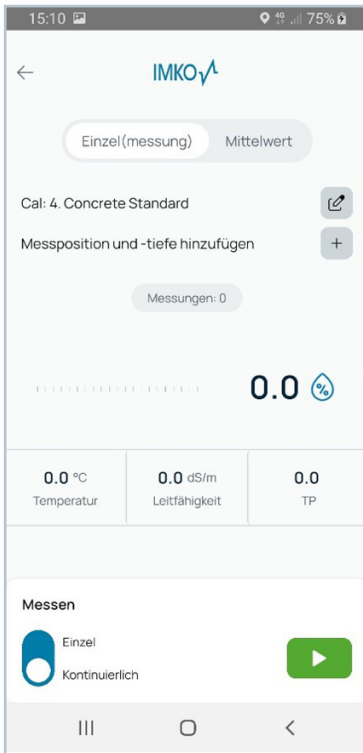 15:10 4G 75%
IMKO
Einzel(messung) Mittelwert
Cal: 4. Concrete Standard
Messposition und -tiefe hinzufügen
Messungen: 0
0.0 %
0.0 °C 0.0 dS/m 0.0
Temperatur Leitfähigkeit TP
Messen
Einzel
Kontinuierlich